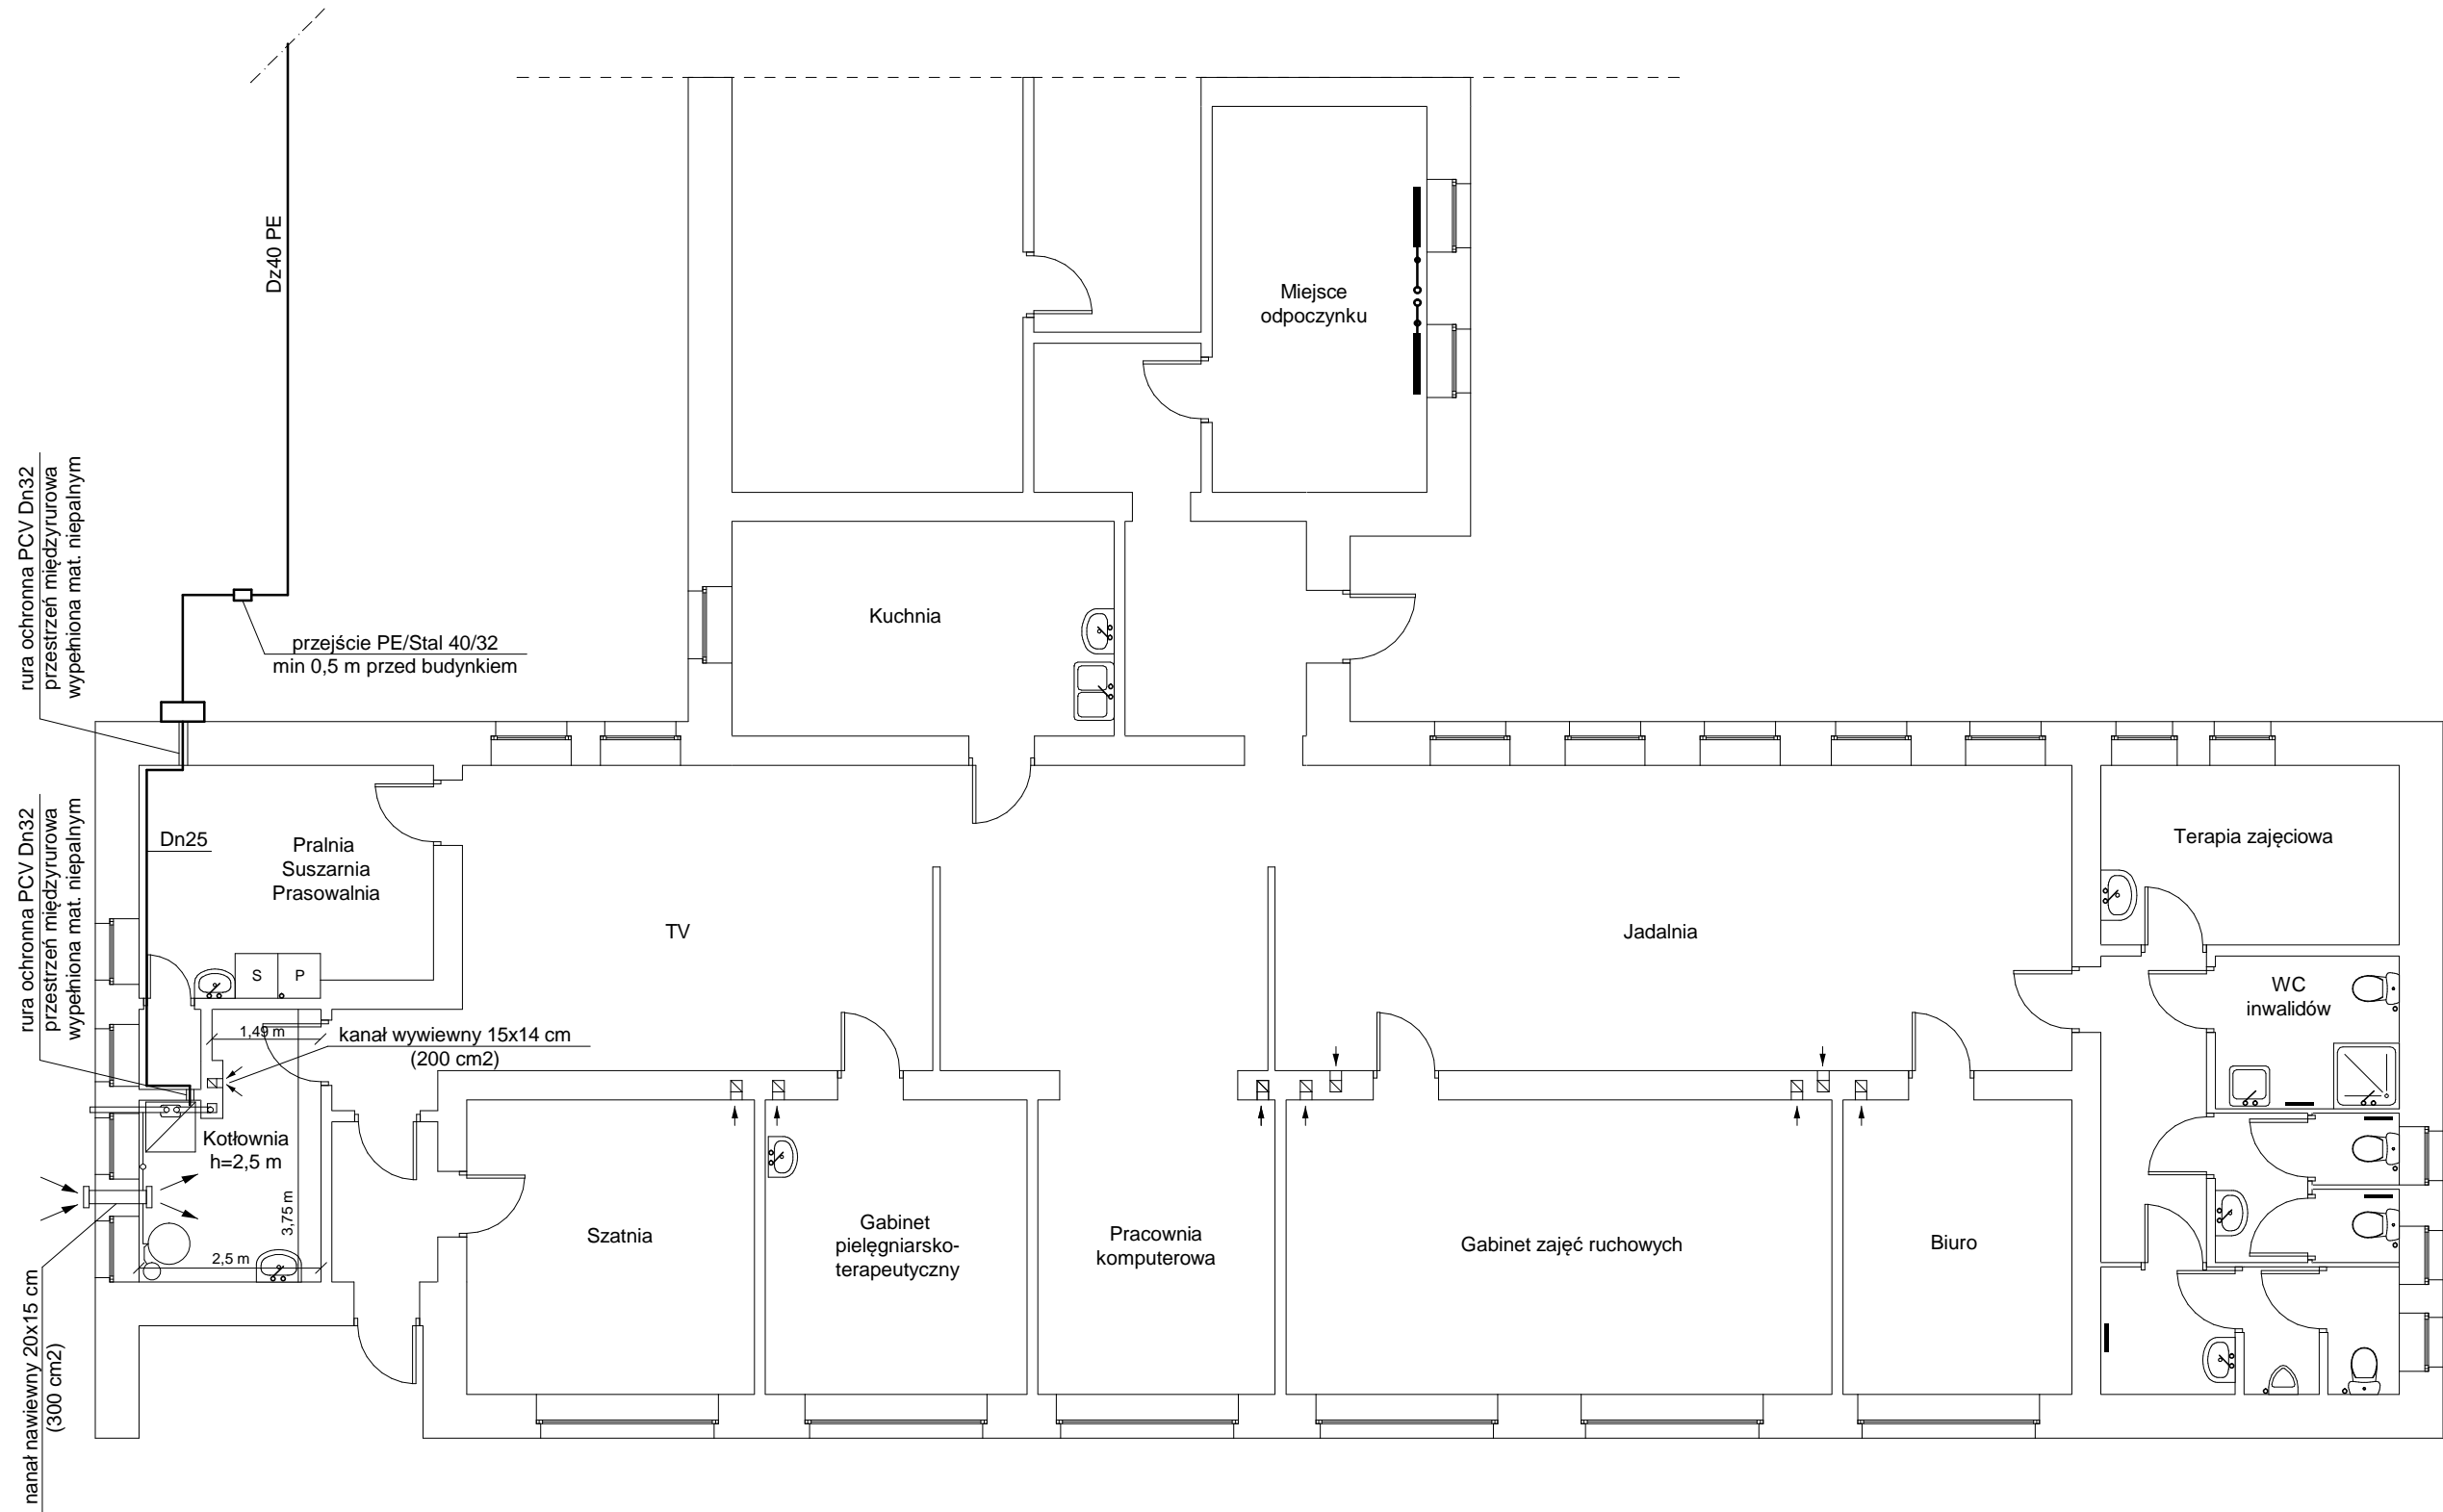 Dz40 PE
Miejsce
odpoczynku
rura ochronna PCV Dn32
przestrzeń międzyrurowa
wypełniona mat. niepalnym
przejście PE/Stal 40/32
min 0,5 m przed budynkiem
Kuchnia
rura ochronna PCV Dn32
przestrzeń międzyrurowa
wypełniona mat. niepalnym
Dn25
Pralnia
Suszarnia
Prasowalnia
TV
Jadalnia
Terapia zajęciowa
S
P
WC
inwalidów
1,49 m
kanał wywiewny 15x14 cm
(200 cm2)
Kotłownia
h=2,5 m
3,75 m
2,5 m
nanał nawiewny 20x15 cm
(300 cm2)
Szatnia
Gabinet
pielęgniarsko-
terapeutyczny
Pracownia
komputerowa
Gabinet zajęć ruchowych
Biuro